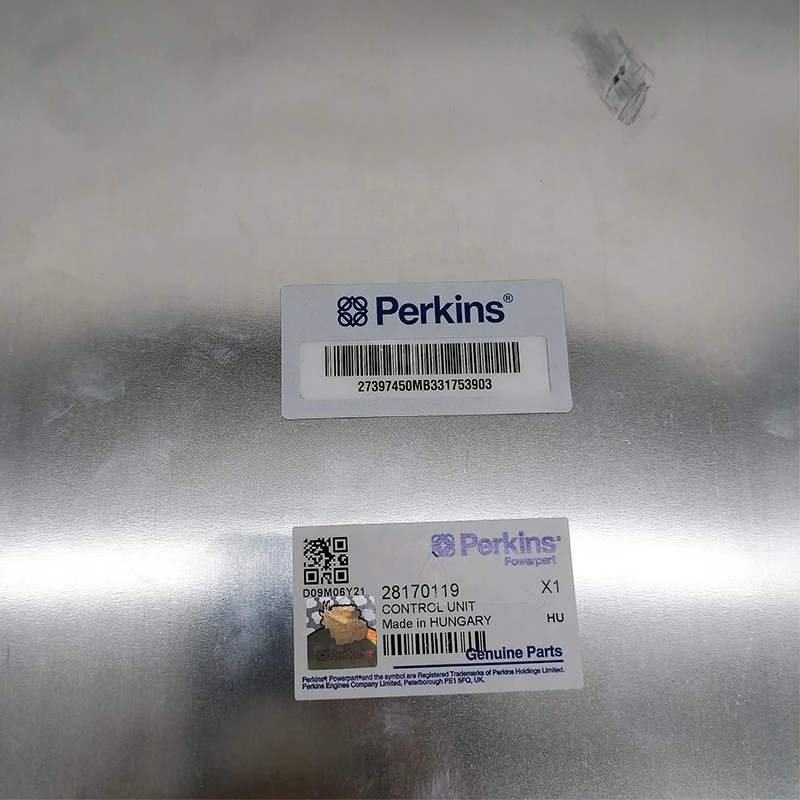 Perkins®
27397450MB331753903
Perkins®
Powerpart
D09M06Y21
28170119 X1
CONTROL UNIT
Made in HUNGARY HU
Genuine Parts
Perkins® Powerpart®and the symbol are Registered Trademarks of Perkins Holdings Limited.
Perkins Engines Company Limited, Peterborough PE1 5FQ, UK.